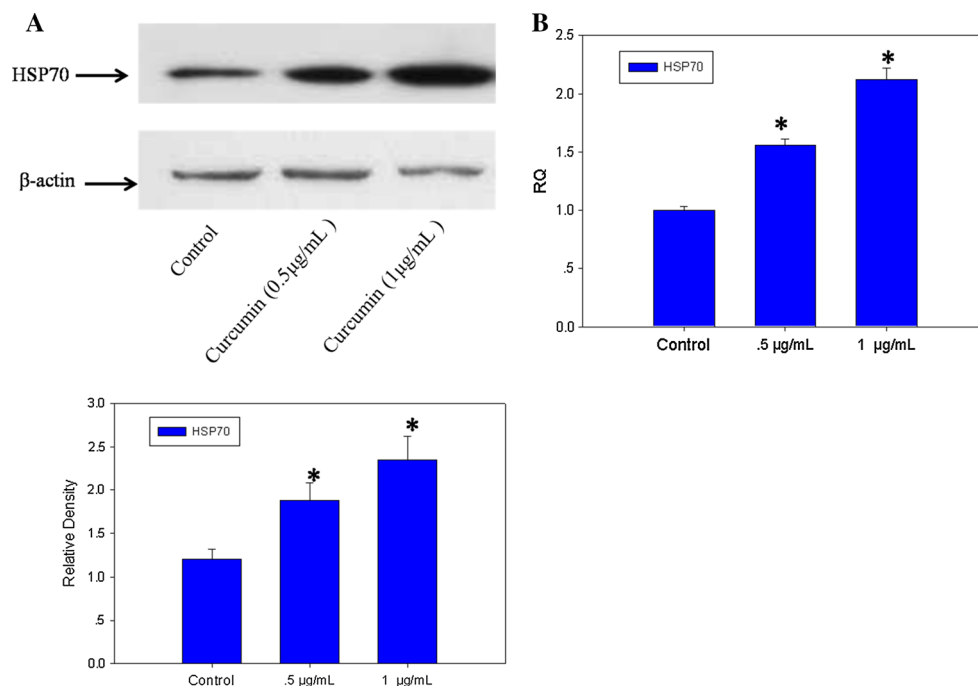 A
HSP70
β-actin
Control
Curcumin (0.5µg/mL )
Curcumin (1µg/mL )
B
2.5
2.0
1.5
1.0
.5
0.0
RQ
HSP70
*
*
Control
.5 µg/mL
1 µg/mL
3.0
2.5
2.0
1.5
1.0
.5
0.0
Relative Density
HSP70
*
*
Control
.5 µg/mL
1 µg/mL